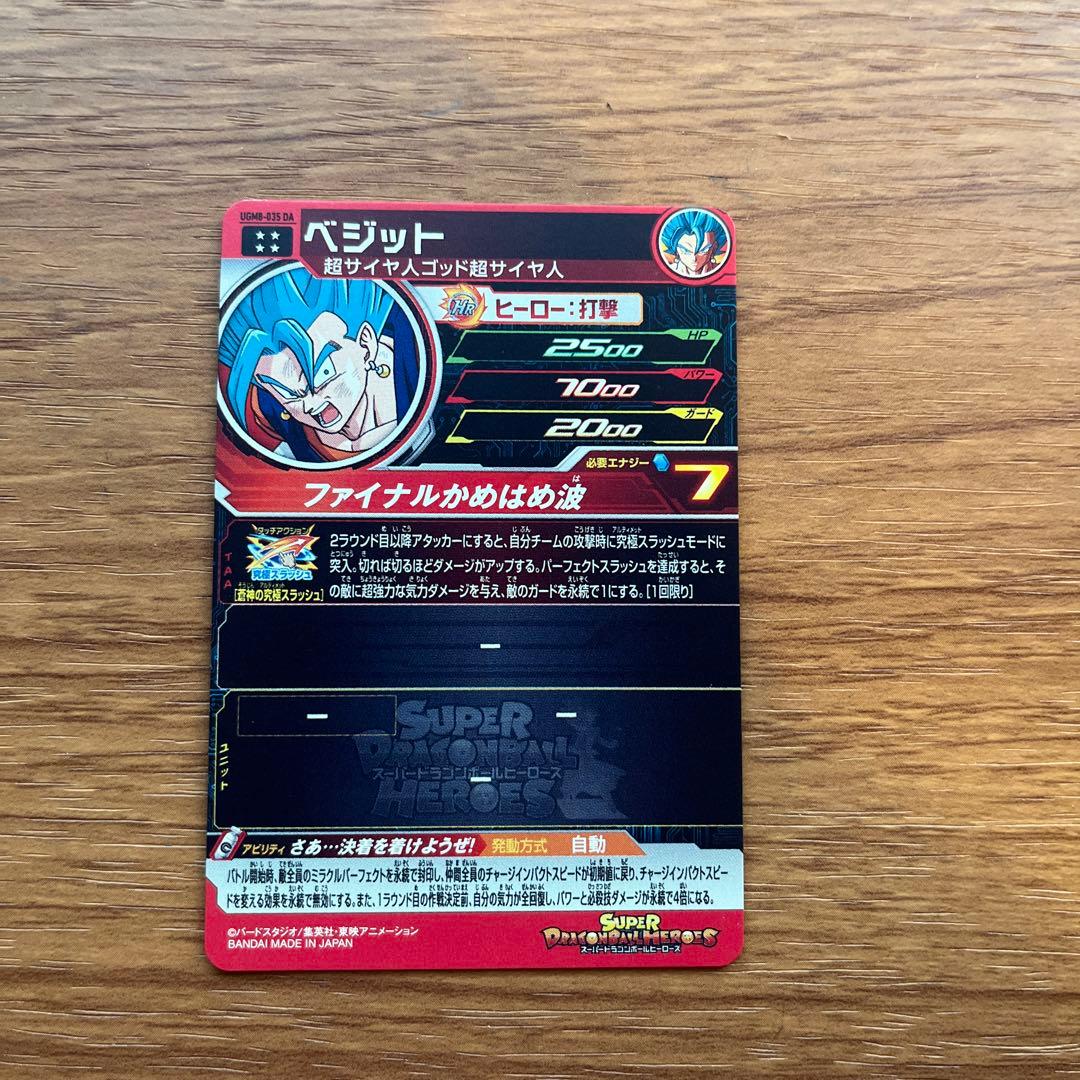 UGM8-035 DA
ベジット
超サイヤ人ゴッド超サイヤ人
HR ヒーロー：打撃
HP
2500
パワー
7000
ガード
2000
必要エナジー 7
ファイナルかめはめ波
は
TAA
タッチアクション
究極スラッシュ
[蒼神の究極スラッシュ]
2ラウンド目以降アタッカーにすると、自分チームの攻撃時に究極スラッシュモードに
突入。切れば切るほどダメージがアップする。パーフェクトスラッシュを達成すると、そ
の敵に超強力な気力ダメージを与え、敵のガードを永続で1にする。[1回限り]
ー
ユニット
ー
ー
ー
SUPER
DRAGONBALL
スーパードラゴンボールヒーローズ
HEROES
アビリティ さあ…決着を着けようぜ! 発動方式 自動
バトル開始時、敵全員のミラクルパーフェクトを永続で封印し、仲間全員のチャージインパクトスピードが初期値に戻り、チャージインパクトスピー
ドを変える効果を永続で無効にする。また、1ラウンド目の作戦決定前、自分の気力が全回復し、パワーと必殺技ダメージが永続で4倍になる。
©バードスタジオ/集英社・東映アニメーション
BANDAI MADE IN JAPAN
SUPER
DRAGONBALL HEROES
スーパードラゴンボールヒーローズ